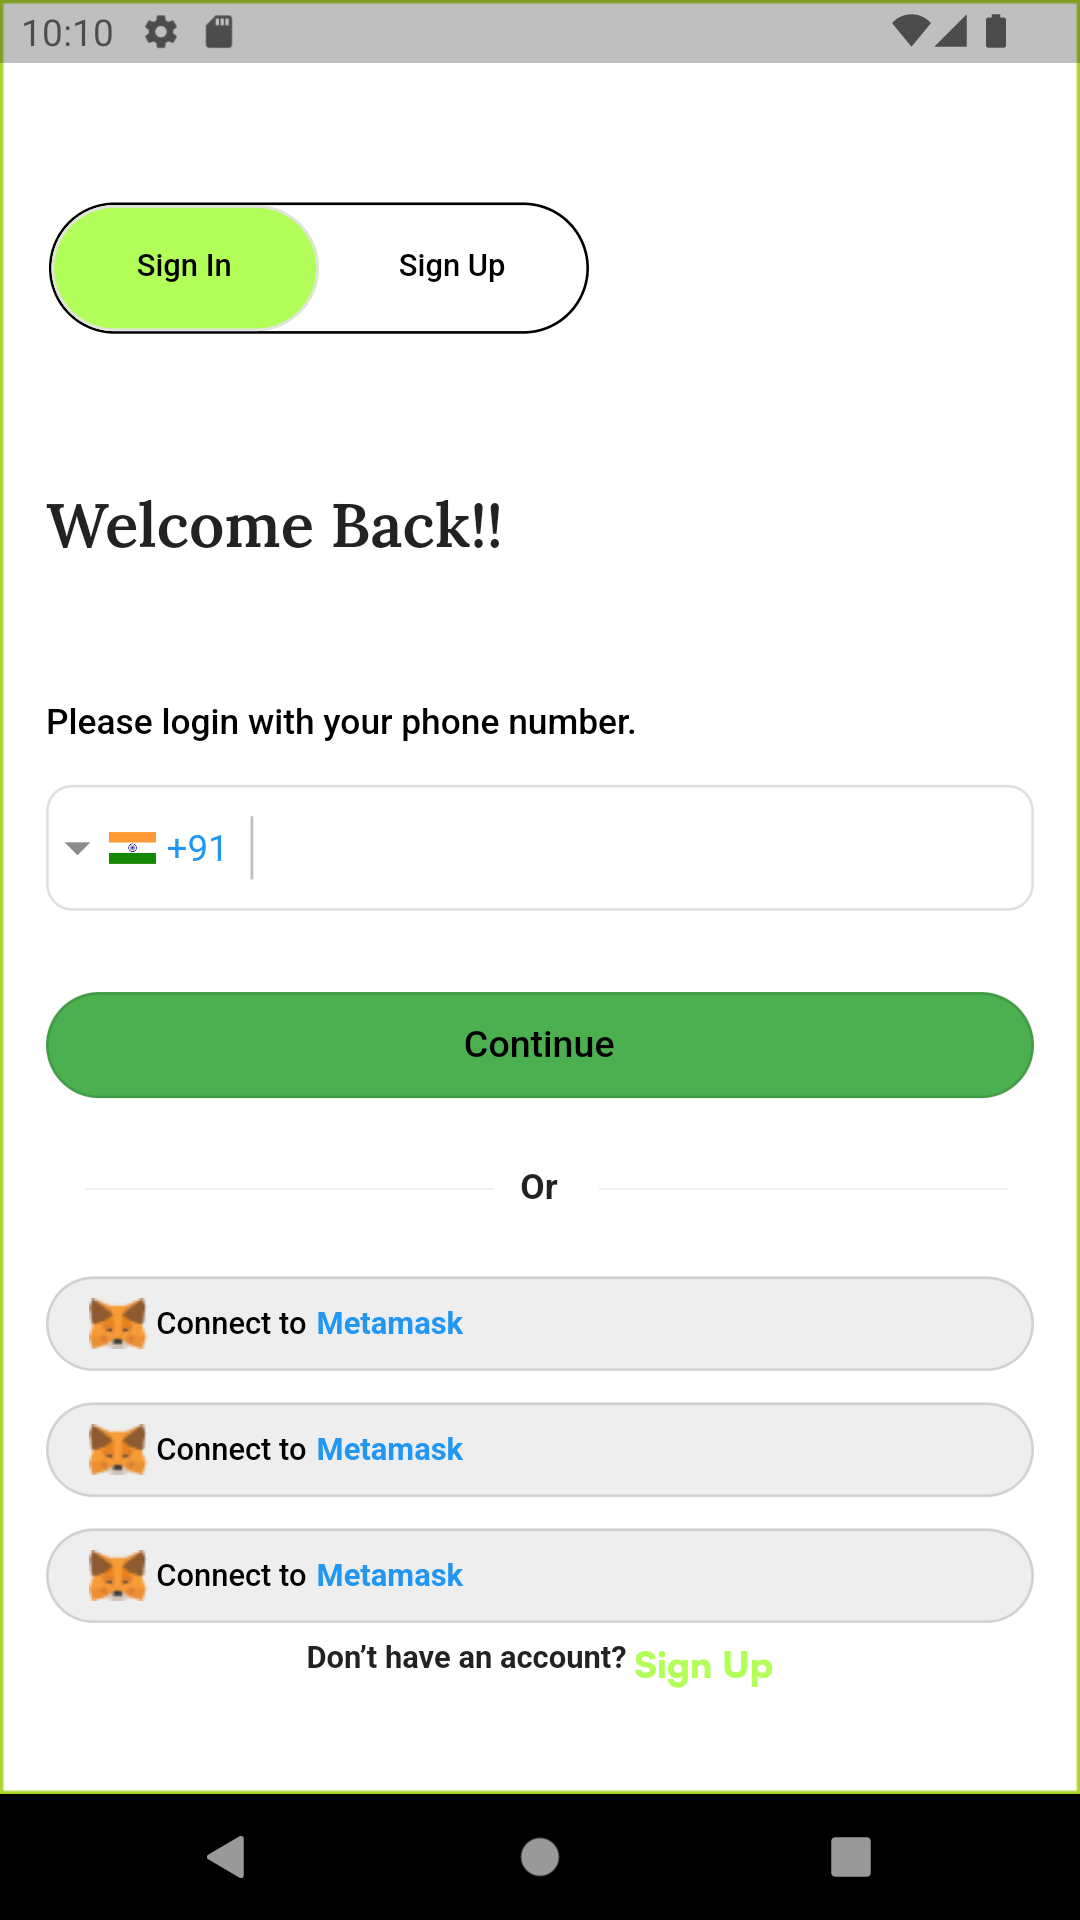 10:10
Sign In Sign Up
Welcome Back!!
Please login with your phone number.
+91
Continue
Or
Connect to Metamask
Connect to Metamask
Connect to Metamask
Don’t have an account? Sign Up